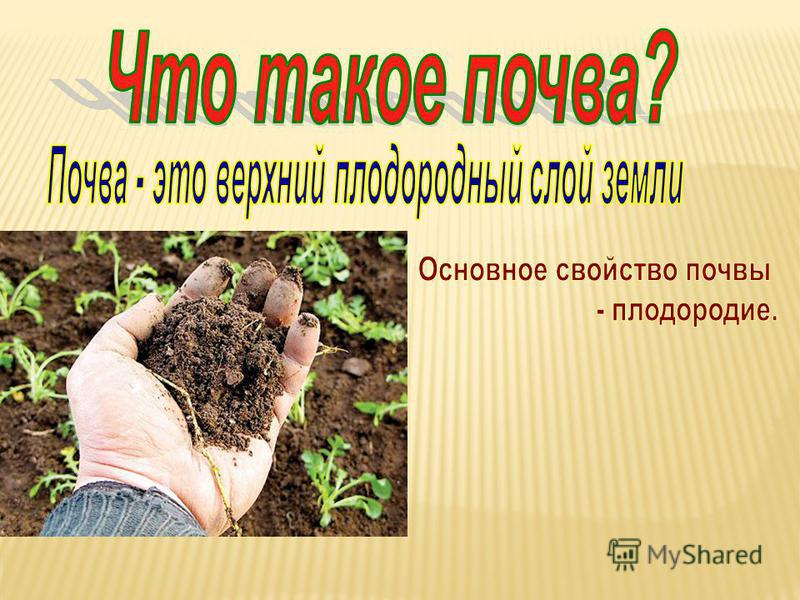 Что такое почва?
Почва - это верхний плодородный слой земли
Основное свойство почвы
- плодородие.
MyShared